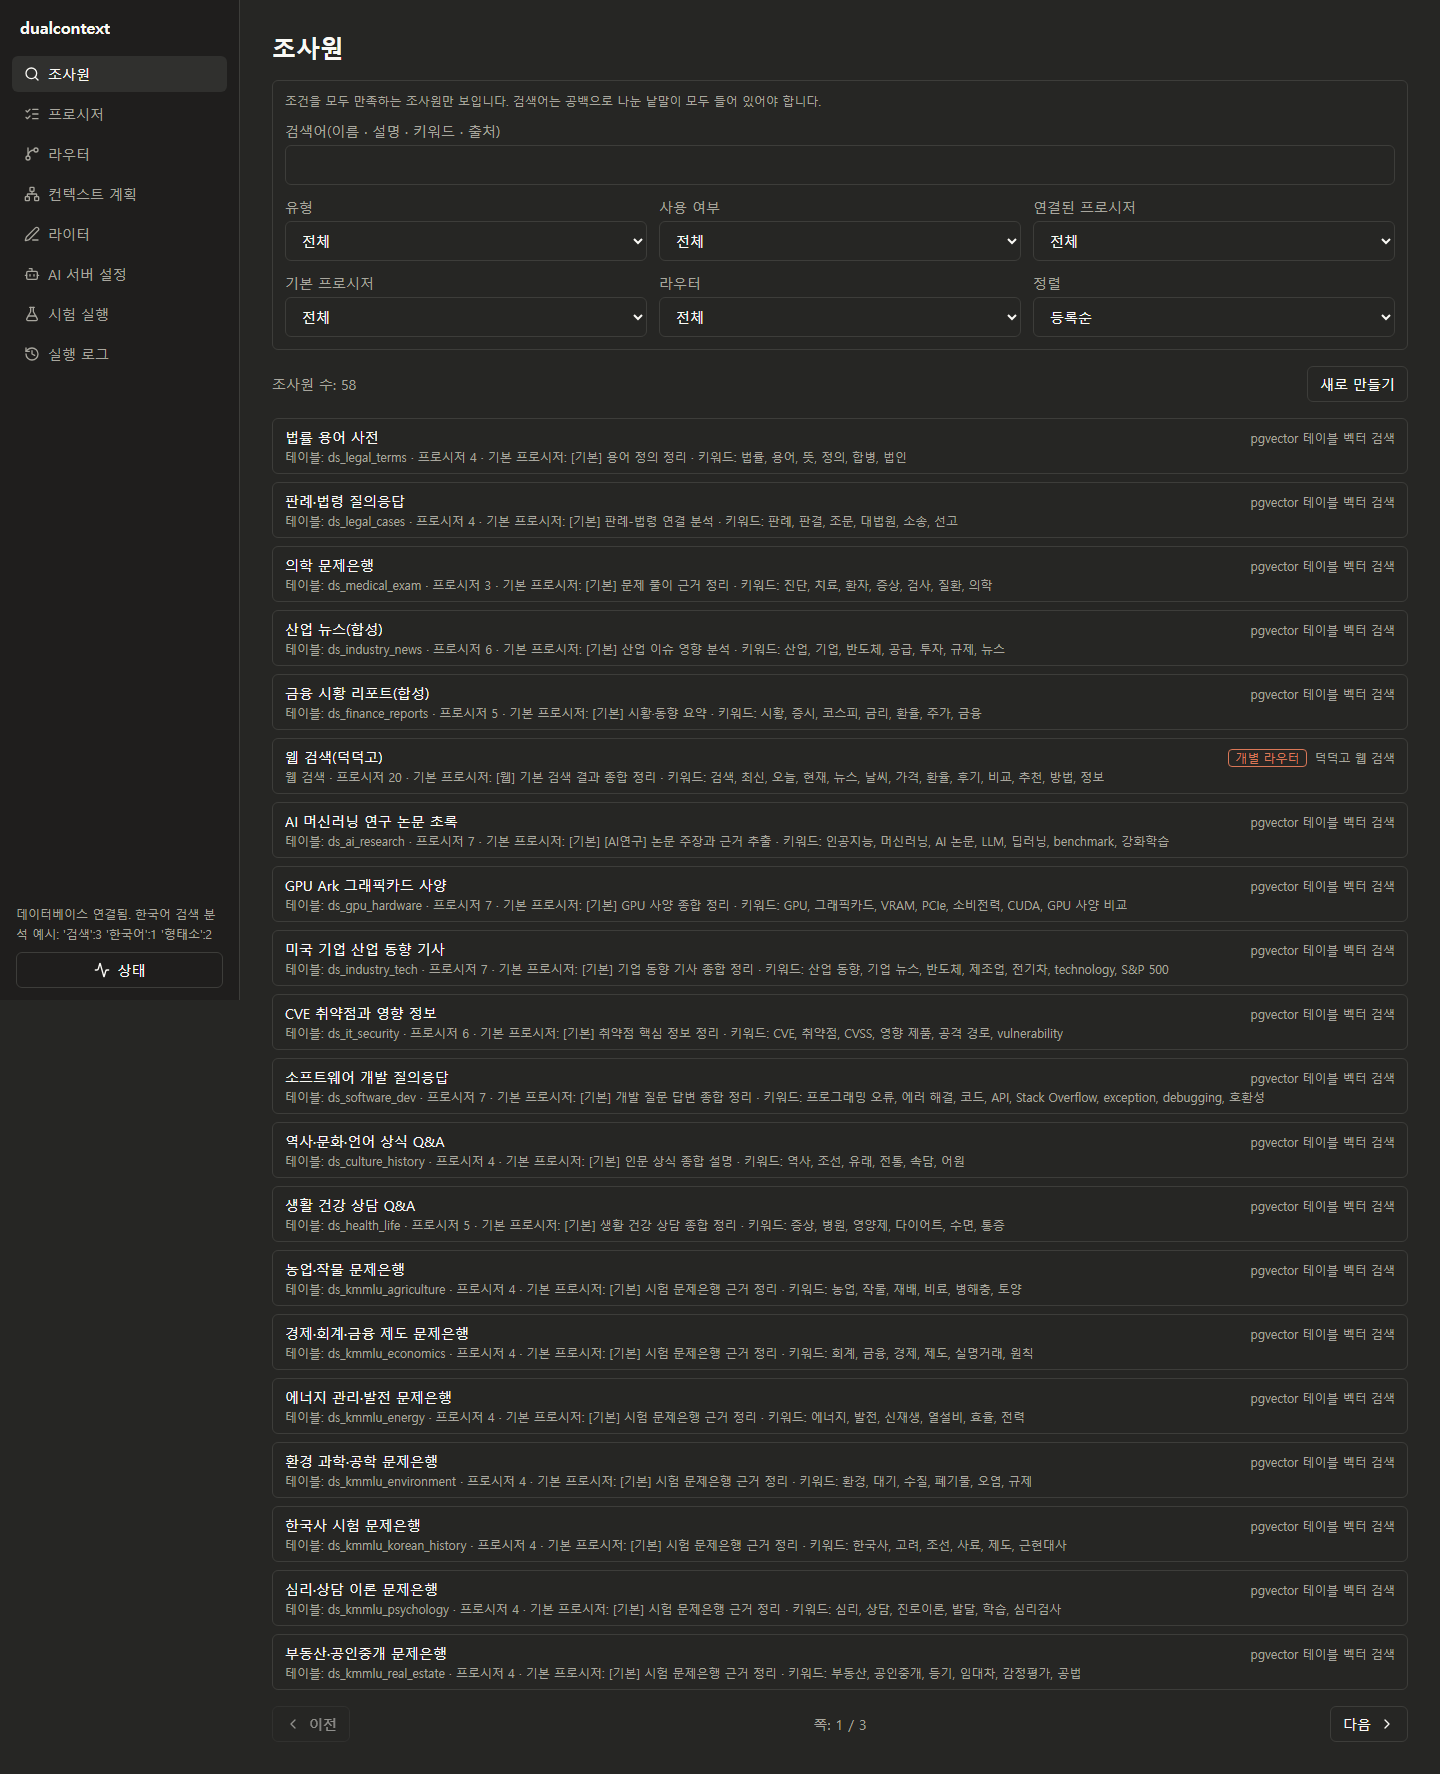 dualcontext
조사원
프로시저
라우터
컨텍스트 계획
라이터
AI 서버 설정
시험 실행
실행 로그
데이터베이스 연결됨. 한국어 검색 분
석 예시: '검색':3 '한국어':1 '형태소':2
상태
조사원
조건을 모두 만족하는 조사원만 보입니다. 검색어는 공백으로 나눈 낱말이 모두 들어 있어야 합니다.
검색어(이름 · 설명 · 키워드 · 출처)
유형 사용 여부 연결된 프로시저
전체 전체 전체
기본 프로시저 라우터 정렬
전체 전체 등록순
조사원 수: 58 새로 만들기
법률 용어 사전 pgvector 테이블 벡터 검색
테이블: ds_legal_terms · 프로시저 4 · 기본 프로시저: [기본] 용어 정의 정리 · 키워드: 법률, 용어, 뜻, 정의, 합병, 법인
판례·법령 질의응답 pgvector 테이블 벡터 검색
테이블: ds_legal_cases · 프로시저 4 · 기본 프로시저: [기본] 판례-법령 연결 분석 · 키워드: 판례, 판결, 조문, 대법원, 소송, 선고
의학 문제은행 pgvector 테이블 벡터 검색
테이블: ds_medical_exam · 프로시저 3 · 기본 프로시저: [기본] 문제 풀이 근거 정리 · 키워드: 진단, 치료, 환자, 증상, 검사, 질환, 의학
산업 뉴스(합성) pgvector 테이블 벡터 검색
테이블: ds_industry_news · 프로시저 6 · 기본 프로시저: [기본] 산업 이슈 영향 분석 · 키워드: 산업, 기업, 반도체, 공급, 투자, 규제, 뉴스
금융 시황 리포트(합성) pgvector 테이블 벡터 검색
테이블: ds_finance_reports · 프로시저 5 · 기본 프로시저: [기본] 시황·동향 요약 · 키워드: 시황, 증시, 코스피, 금리, 환율, 주가, 금융
웹 검색(덕덕고) 개별 라우터 덕덕고 웹 검색
웹 검색 · 프로시저 20 · 기본 프로시저: [웹] 기본 검색 결과 종합 정리 · 키워드: 검색, 최신, 오늘, 현재, 뉴스, 날씨, 가격, 환율, 후기, 비교, 추천, 방법, 정보
AI 머신러닝 연구 논문 초록 pgvector 테이블 벡터 검색
테이블: ds_ai_research · 프로시저 7 · 기본 프로시저: [기본] [AI연구] 논문 주장과 근거 추출 · 키워드: 인공지능, 머신러닝, AI 논문, LLM, 딥러닝, benchmark, 강화학습
GPU Ark 그래픽카드 사양 pgvector 테이블 벡터 검색
테이블: ds_gpu_hardware · 프로시저 7 · 기본 프로시저: [기본] GPU 사양 종합 정리 · 키워드: GPU, 그래픽카드, VRAM, PCIe, 소비전력, CUDA, GPU 사양 비교
미국 기업 산업 동향 기사 pgvector 테이블 벡터 검색
테이블: ds_industry_tech · 프로시저 7 · 기본 프로시저: [기본] 기업 동향 기사 종합 정리 · 키워드: 산업 동향, 기업 뉴스, 반도체, 제조업, 전기차, technology, S&P 500
CVE 취약점과 영향 정보 pgvector 테이블 벡터 검색
테이블: ds_it_security · 프로시저 6 · 기본 프로시저: [기본] 취약점 핵심 정보 정리 · 키워드: CVE, 취약점, CVSS, 영향 제품, 공격 경로, vulnerability
소프트웨어 개발 질의응답 pgvector 테이블 벡터 검색
테이블: ds_software_dev · 프로시저 7 · 기본 프로시저: [기본] 개발 질문 답변 종합 정리 · 키워드: 프로그래밍 오류, 에러 해결, 코드, API, Stack Overflow, exception, debugging, 호환성
역사·문화·언어 상식 Q&A pgvector 테이블 벡터 검색
테이블: ds_culture_history · 프로시저 4 · 기본 프로시저: [기본] 인문 상식 종합 설명 · 키워드: 역사, 조선, 유래, 전통, 속담, 어원
생활 건강 상담 Q&A pgvector 테이블 벡터 검색
테이블: ds_health_life · 프로시저 5 · 기본 프로시저: [기본] 생활 건강 상담 종합 정리 · 키워드: 증상, 병원, 영양제, 다이어트, 수면, 통증
농업·작물 문제은행 pgvector 테이블 벡터 검색
테이블: ds_kmmlu_agriculture · 프로시저 4 · 기본 프로시저: [기본] 시험 문제은행 근거 정리 · 키워드: 농업, 작물, 재배, 비료, 병해충, 토양
경제·회계·금융 제도 문제은행 pgvector 테이블 벡터 검색
테이블: ds_kmmlu_economics · 프로시저 4 · 기본 프로시저: [기본] 시험 문제은행 근거 정리 · 키워드: 회계, 금융, 경제, 제도, 실명거래, 원칙
에너지 관리·발전 문제은행 pgvector 테이블 벡터 검색
테이블: ds_kmmlu_energy · 프로시저 4 · 기본 프로시저: [기본] 시험 문제은행 근거 정리 · 키워드: 에너지, 발전, 신재생, 열설비, 효율, 전력
환경 과학·공학 문제은행 pgvector 테이블 벡터 검색
테이블: ds_kmmlu_environment · 프로시저 4 · 기본 프로시저: [기본] 시험 문제은행 근거 정리 · 키워드: 환경, 대기, 수질, 폐기물, 오염, 규제
한국사 시험 문제은행 pgvector 테이블 벡터 검색
테이블: ds_kmmlu_korean_history · 프로시저 4 · 기본 프로시저: [기본] 시험 문제은행 근거 정리 · 키워드: 한국사, 고려, 조선, 사료, 제도, 근현대사
심리·상담 이론 문제은행 pgvector 테이블 벡터 검색
테이블: ds_kmmlu_psychology · 프로시저 4 · 기본 프로시저: [기본] 시험 문제은행 근거 정리 · 키워드: 심리, 상담, 진로이론, 발달, 학습, 심리검사
부동산·공인중개 문제은행 pgvector 테이블 벡터 검색
테이블: ds_kmmlu_real_estate · 프로시저 4 · 기본 프로시저: [기본] 시험 문제은행 근거 정리 · 키워드: 부동산, 공인중개, 등기, 임대차, 감정평가, 공법
이전 쪽: 1 / 3 다음